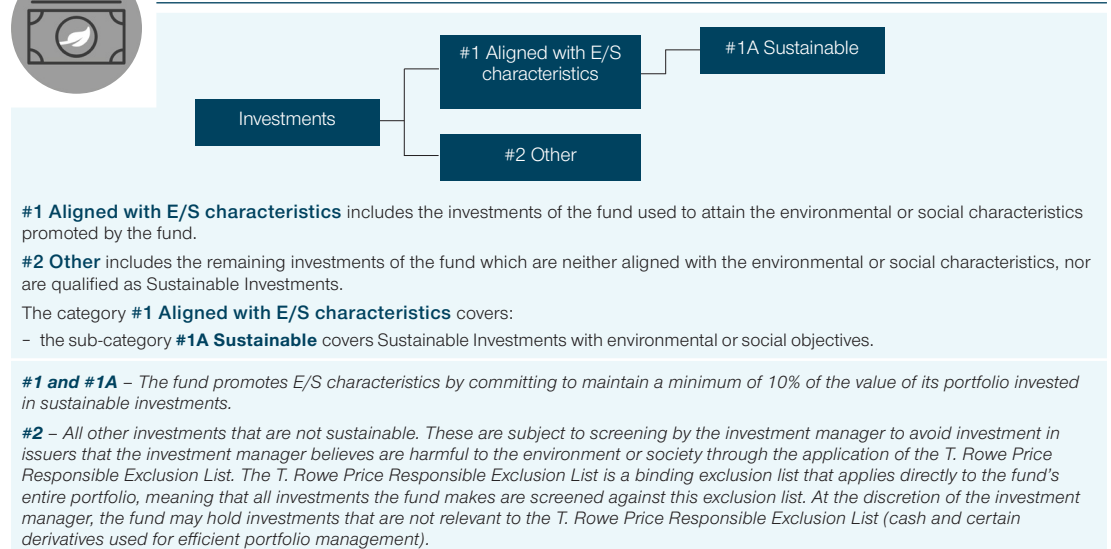 #1 Aligned with E/S
characteristics
#1A Sustainable
Investments
#2 Other
#1 Aligned with E/S characteristics includes the investments of the fund used to attain the environmental or social characteristics
promoted by the fund.
#2 Other includes the remaining investments of the fund which are neither aligned with the environmental or social characteristics, nor
are qualified as Sustainable Investments.
The category #1 Aligned with E/S characteristics covers:
– the sub-category #1A Sustainable covers Sustainable Investments with environmental or social objectives.
#1 and #1A – The fund promotes E/S characteristics by committing to maintain a minimum of 10% of the value of its portfolio invested
in sustainable investments.
#2 – All other investments that are not sustainable. These are subject to screening by the investment manager to avoid investment in
issuers that the investment manager believes are harmful to the environment or society through the application of the T. Rowe Price
Responsible Exclusion List. The T. Rowe Price Responsible Exclusion List is a binding exclusion list that applies directly to the fund's
entire portfolio, meaning that all investments the fund makes are screened against this exclusion list. At the discretion of the investment
manager, the fund may hold investments that are not relevant to the T. Rowe Price Responsible Exclusion List (cash and certain
derivatives used for efficient portfolio management).